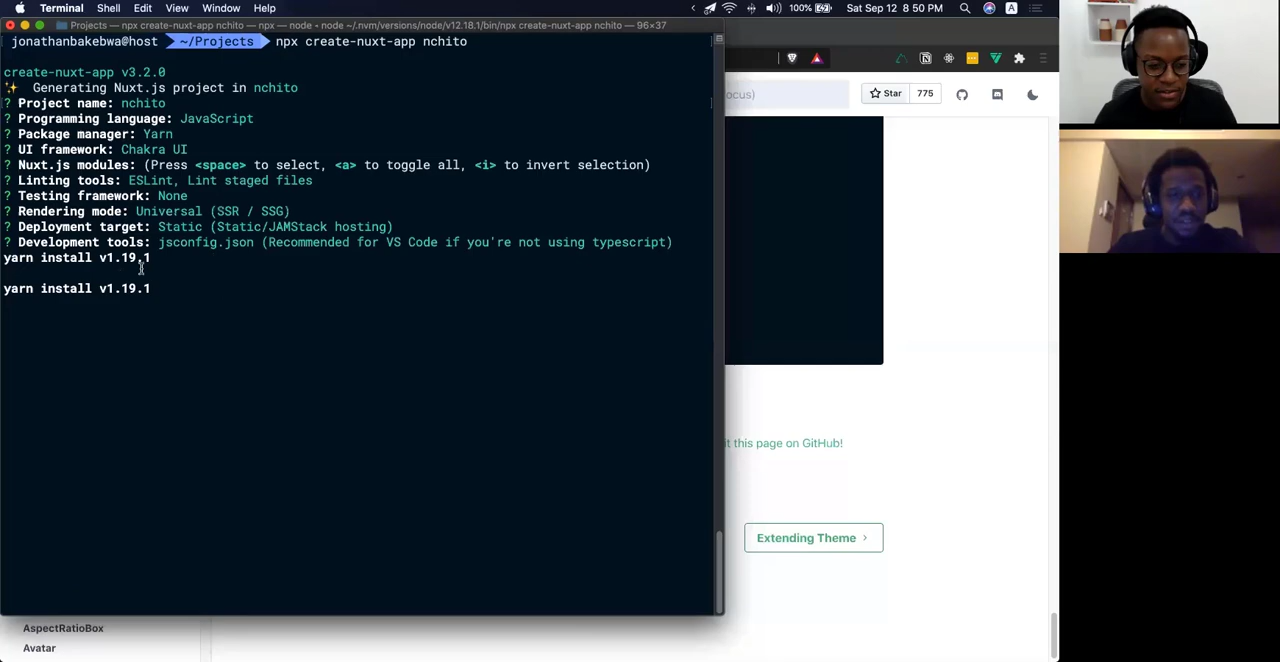 Terminal Shell Edit View Window Help
100% Sat Sep 12 8:50 PM A
Projects — npx create-nuxt-app nchito — npx — node ‹ node ~/.nvm/versions/node/v12.18.1/bin/npx create-nuxt-app nchito — 96×37
jonathanbakebwa@host ~/Projects npx create-nuxt-app nchito
create-nuxt-app v3.2.0
✨ Generating Nuxt.js project in nchito
? Project name: nchito
? Programming language: JavaScript
? Package manager: Yarn
? UI framework: Chakra UI
? Nuxt.js modules: (Press <space> to select, <a> to toggle all, <i> to invert selection)
? Linting tools: ESLint, Lint staged files
? Testing framework: None
? Rendering mode: Universal (SSR / SSG)
? Deployment target: Static (Static/JAMStack hosting)
? Development tools: jsconfig.json (Recommended for VS Code if you're not using typescript)
yarn install v1.19.1
yarn install v1.19.1
ocus)
Star 775
it this page on GitHub!
Extending Theme ›
AspectRatioBox
Avatar